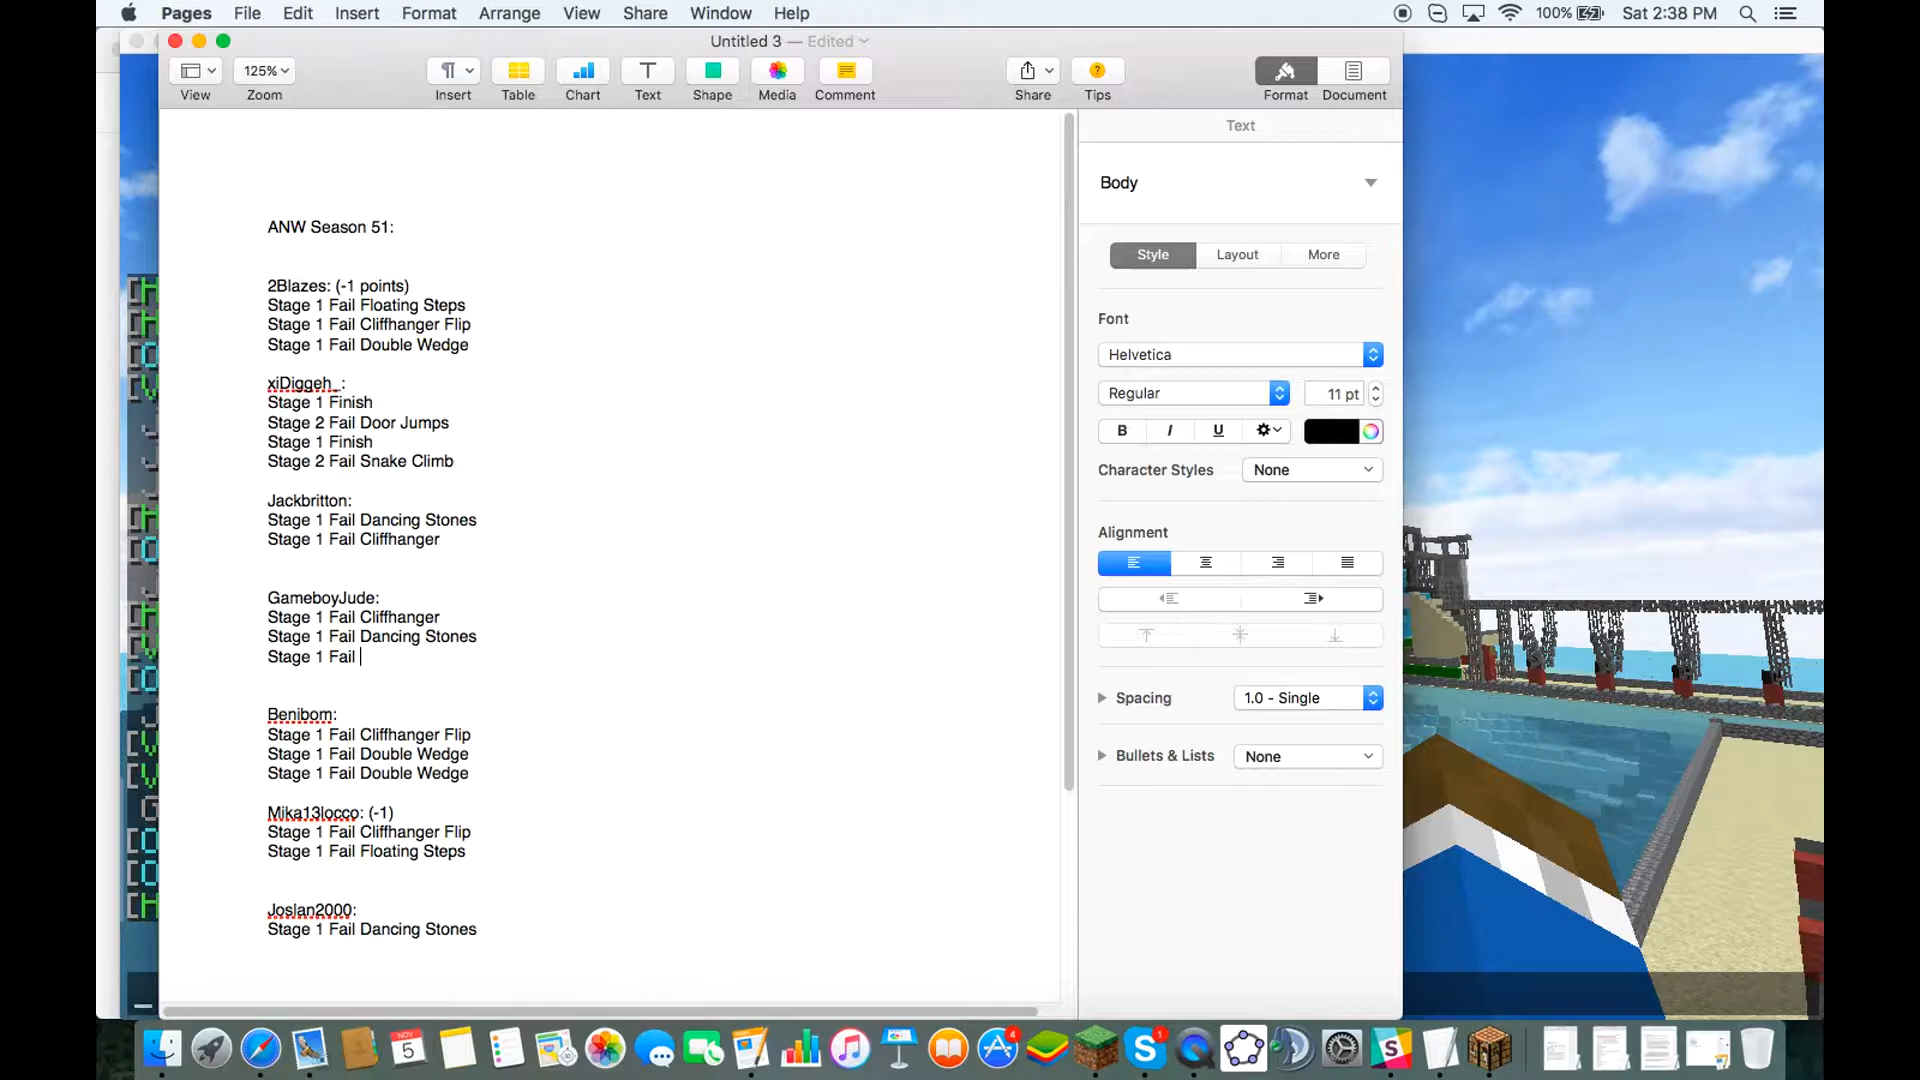 Pages File Edit Insert Format Arrange View Share Window Help 100% Sat 2:38 PM
Untitled 3 — Edited
125%
View Zoom Insert Table Chart Text Shape Media Comment Share Tips Format Document
Text
Body
Style Layout More
Font
Helvetica
Regular 11 pt
B I U
Character Styles None
Alignment
Spacing 1.0 - Single
Bullets & Lists None
ANW Season 51:
2Blazes: (-1 points)
Stage 1 Fail Floating Steps
Stage 1 Fail Cliffhanger Flip
Stage 1 Fail Double Wedge
xiDiggeh_:
Stage 1 Finish
Stage 2 Fail Door Jumps
Stage 1 Finish
Stage 2 Fail Snake Climb
Jackbritton:
Stage 1 Fail Dancing Stones
Stage 1 Fail Cliffhanger
GameboyJude:
Stage 1 Fail Cliffhanger
Stage 1 Fail Dancing Stones
Stage 1 Fail
Benibom:
Stage 1 Fail Cliffhanger Flip
Stage 1 Fail Double Wedge
Stage 1 Fail Double Wedge
Mika13locco: (-1)
Stage 1 Fail Cliffhanger Flip
Stage 1 Fail Floating Steps
Joslan2000:
Stage 1 Fail Dancing Stones
NOV
5
4
1